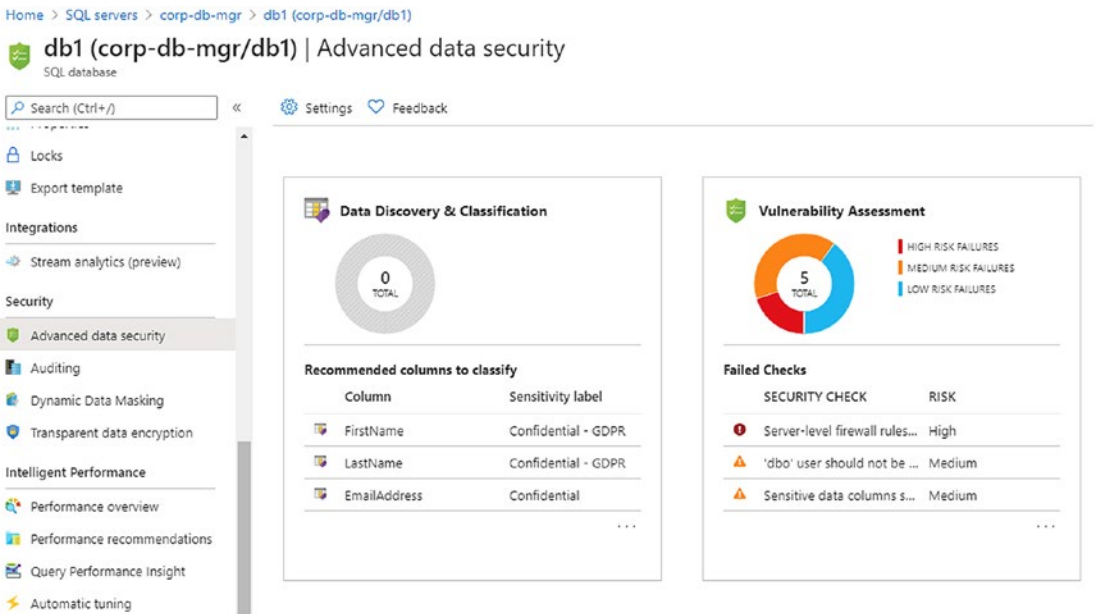 Home > SQL servers > corp-db-mgr > db1 (corp-db-mgr/db1)
db1 (corp-db-mgr/db1) | Advanced data security
SQL database
Search (Ctrl+/)
«
Settings
Feedback
Locks
Export template
Integrations
Stream analytics (preview)
Security
Advanced data security
Auditing
Dynamic Data Masking
Transparent data encryption
Intelligent Performance
Performance overview
Performance recommendations
Query Performance Insight
Automatic tuning
Data Discovery & Classification
0
TOTAL
Recommended columns to classify
Column Sensitivity label
FirstName Confidential - GDPR
LastName Confidential - GDPR
EmailAddress Confidential
...
Vulnerability Assessment
5
TOTAL
HIGH RISK FAILURES
MEDIUM RISK FAILURES
LOW RISK FAILURES
Failed Checks
SECURITY CHECK RISK
Server-level firewall rules... High
'dbo' user should not be ... Medium
Sensitive data columns s... Medium
...